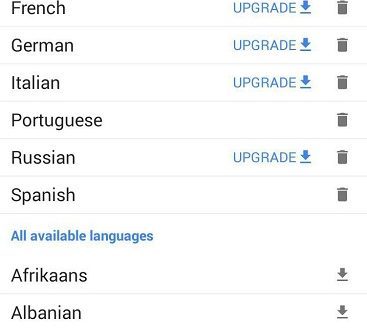 French UPGRADE
German UPGRADE
Italian UPGRADE
Portuguese
Russian UPGRADE
Spanish
All available languages
Afrikaans
Albanian